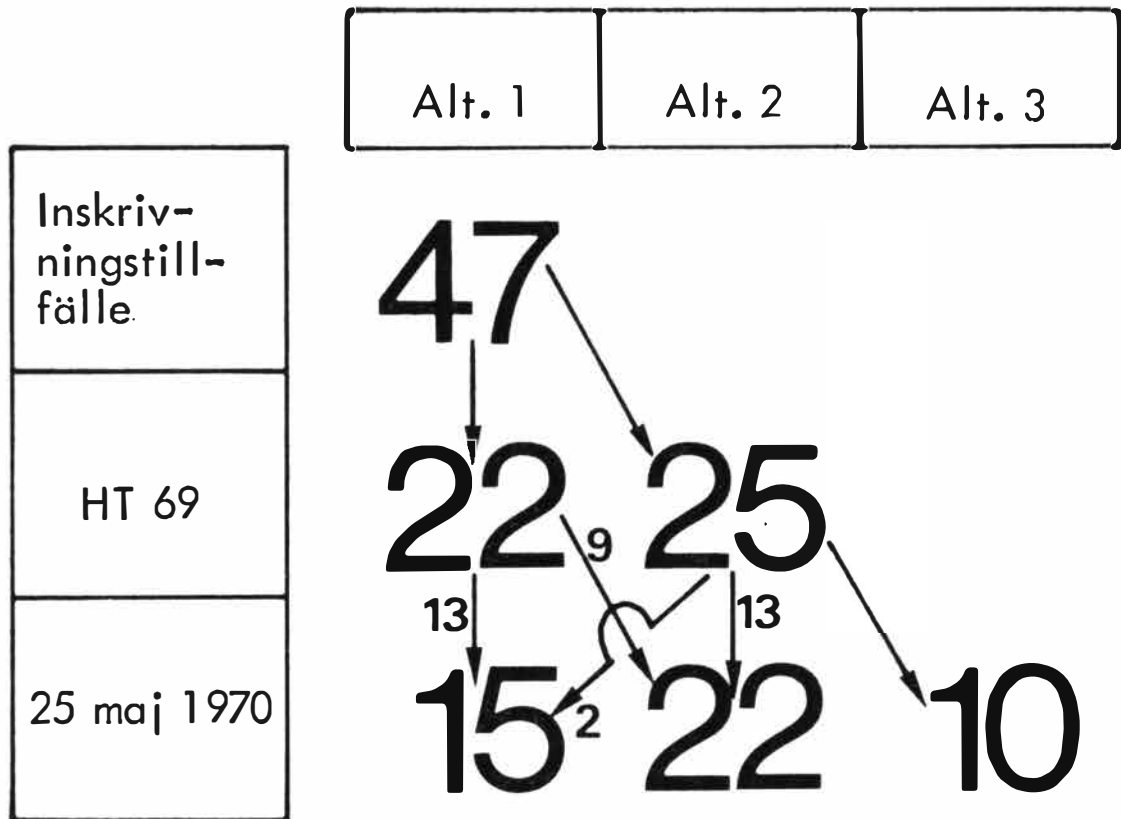 Alt. 1 Alt. 2 Alt. 3
Inskriv-
ningstill-
fälle.
47
HT 69
22 25
9
13 13
25 maj 1970
15 22 10
2